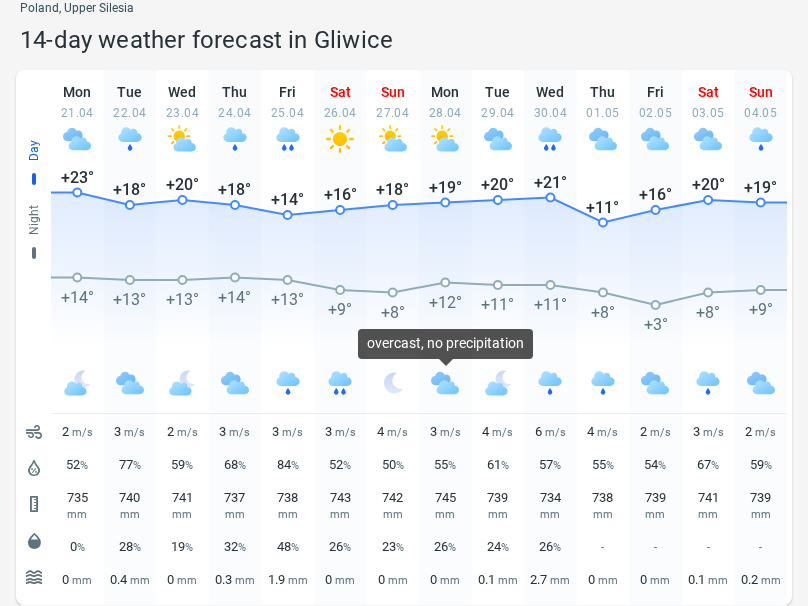 Poland, Upper Silesia
14-day weather forecast in Gliwice
Mon Tue Wed Thu Fri Sat Sun Mon Tue Wed Thu Fri Sat Sun
21.04 22.04 23.04 24.04 25.04 26.04 27.04 28.04 29.04 30.04 01.05 02.05 03.05 04.05
Day
+23° +18° +20° +18° +14° +16° +18° +19° +20° +21° +11° +16° +20° +19°
Night
+14° +13° +13° +14° +13° +9° +8° +12° +11° +11° +8° +3° +8° +9°
overcast, no precipitation
2 m/s 3 m/s 2 m/s 3 m/s 3 m/s 3 m/s 4 m/s 3 m/s 4 m/s 6 m/s 4 m/s 2 m/s 3 m/s 2 m/s
52% 77% 59% 68% 84% 52% 50% 55% 61% 57% 55% 54% 67% 59%
735 740 741 737 738 743 742 745 739 734 738 739 741 739
mm mm mm mm mm mm mm mm mm mm mm mm mm mm
0% 28% 19% 32% 48% 26% 23% 26% 24% 26% - - - -
0 mm 0.4 mm 0 mm 0.3 mm 1.9 mm 0 mm 0 mm 0 mm 0.1 mm 2.7 mm 0 mm 0 mm 0.1 mm 0.2 mm